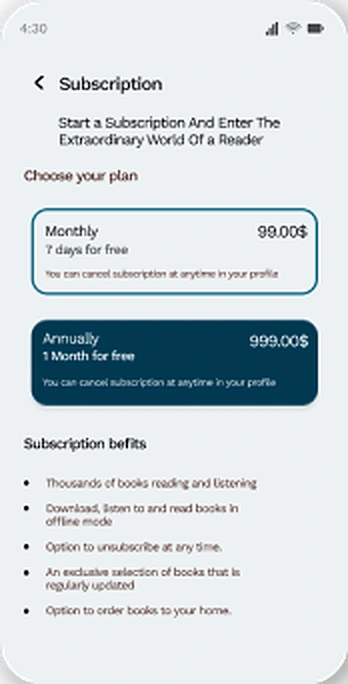 4:30
Subscription
Start a Subscription And Enter The
Extraordinary World Of a Reader
Choose your plan
Monthly 99.00$
7 days for free
You can cancel subscription at anytime in your profile
Annually 999.00$
1 Month for free
You can cancel subscription at anytime in your profile
Subscription befits
• Thousands of books reading and listening
• Download, listen to and read books in
offline mode
• Option to unsubscribe at any time.
• An exclusive selection of books that is
regularly updated
• Option to order books to your home.